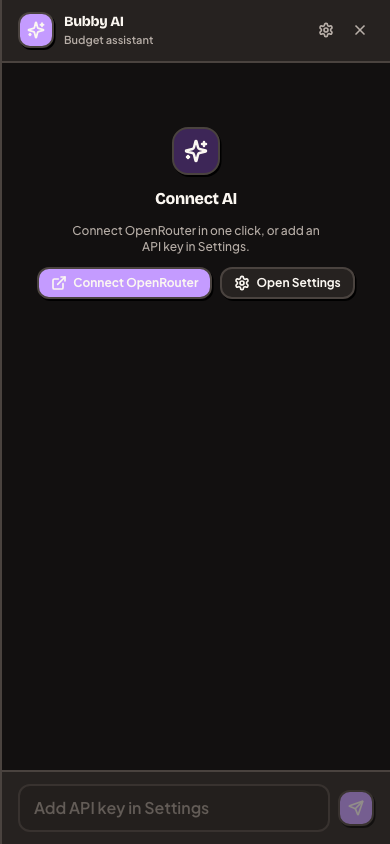 Bubby AI
Budget assistant
Connect AI
Connect OpenRouter in one click, or add an
API key in Settings.
Connect OpenRouter
Open Settings
Add API key in Settings